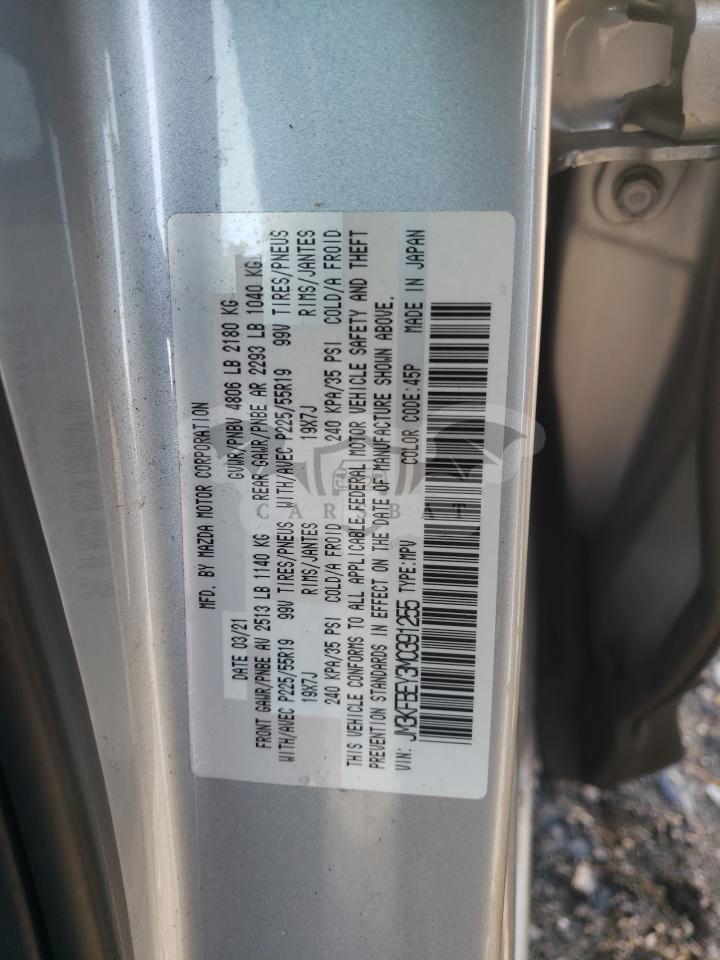 MFD. BY MAZDA MOTOR CORPORATION
DATE 03/21 GVWR/PNBV 4806 LB 2180 KG
FRONT GAWR/PNBE AV 2513 LB 1140 KG REAR GAWR/PNBE AR 2293 LB 1040 KG
WITH/AVEC P225/55R19 99V TIRES/PNEUS WITH/AVEC P225/55R19 99V TIRES/PNEUS
19X7J RIMS/JANTES 19X7J RIMS/JANTES
240 KPA/35 PSI COLD/A FROID 240 KPA/35 PSI COLD/A FROID
THIS VEHICLE CONFORMS TO ALL APPLICABLE FEDERAL MOTOR VEHICLE SAFETY AND THEFT
PREVENTION STANDARDS IN EFFECT ON THE DATE OF MANUFACTURE SHOWN ABOVE.
VIN: JM3KFBEY3M0391255 TYPE:MPV COLOR CODE:45P MADE IN JAPAN
CARSBAT